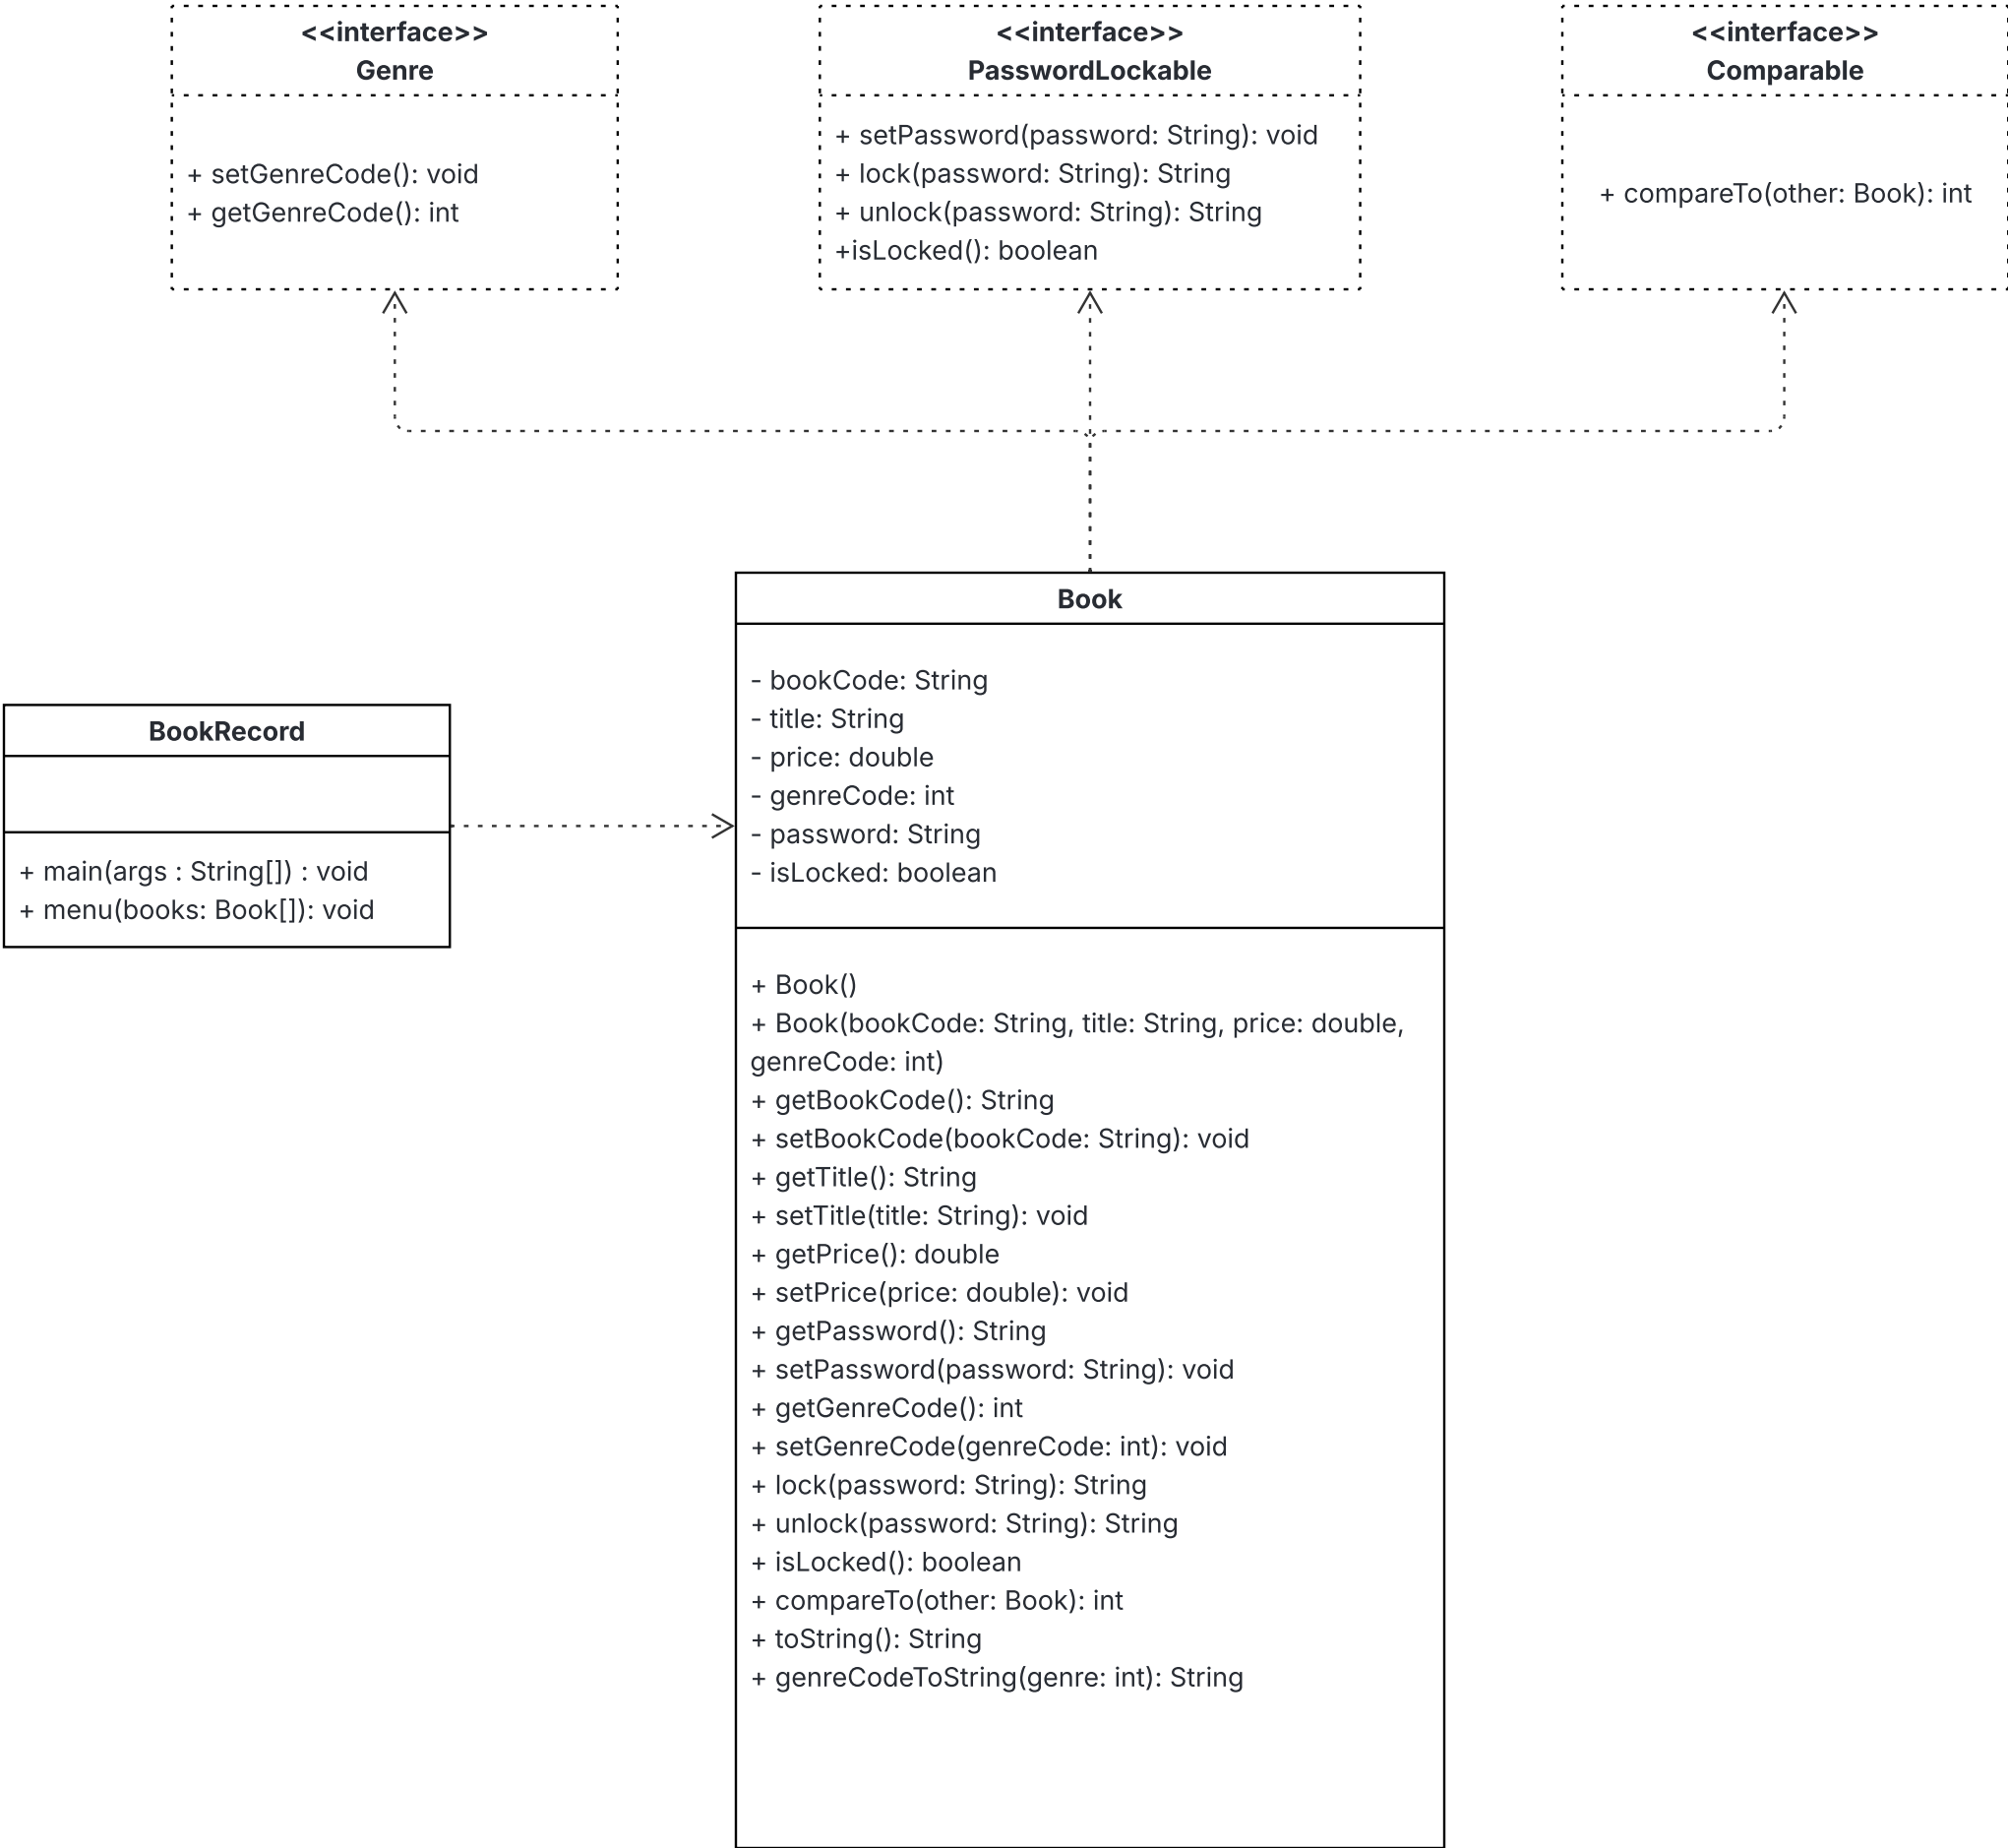 <<interface>>
Genre
+ setGenreCode(): void
+ getGenreCode(): int
<<interface>>
PasswordLockable
+ setPassword(password: String): void
+ lock(password: String): String
+ unlock(password: String): String
+isLocked(): boolean
<<interface>>
Comparable
+ compareTo(other: Book): int
BookRecord
+ main(args : String[]) : void
+ menu(books: Book[]): void
Book
- bookCode: String
- title: String
- price: double
- genreCode: int
- password: String
- isLocked: boolean
+ Book()
+ Book(bookCode: String, title: String, price: double,
genreCode: int)
+ getBookCode(): String
+ setBookCode(bookCode: String): void
+ getTitle(): String
+ setTitle(title: String): void
+ getPrice(): double
+ setPrice(price: double): void
+ getPassword(): String
+ setPassword(password: String): void
+ getGenreCode(): int
+ setGenreCode(genreCode: int): void
+ lock(password: String): String
+ unlock(password: String): String
+ isLocked(): boolean
+ compareTo(other: Book): int
+ toString(): String
+ genreCodeToString(genre: int): String